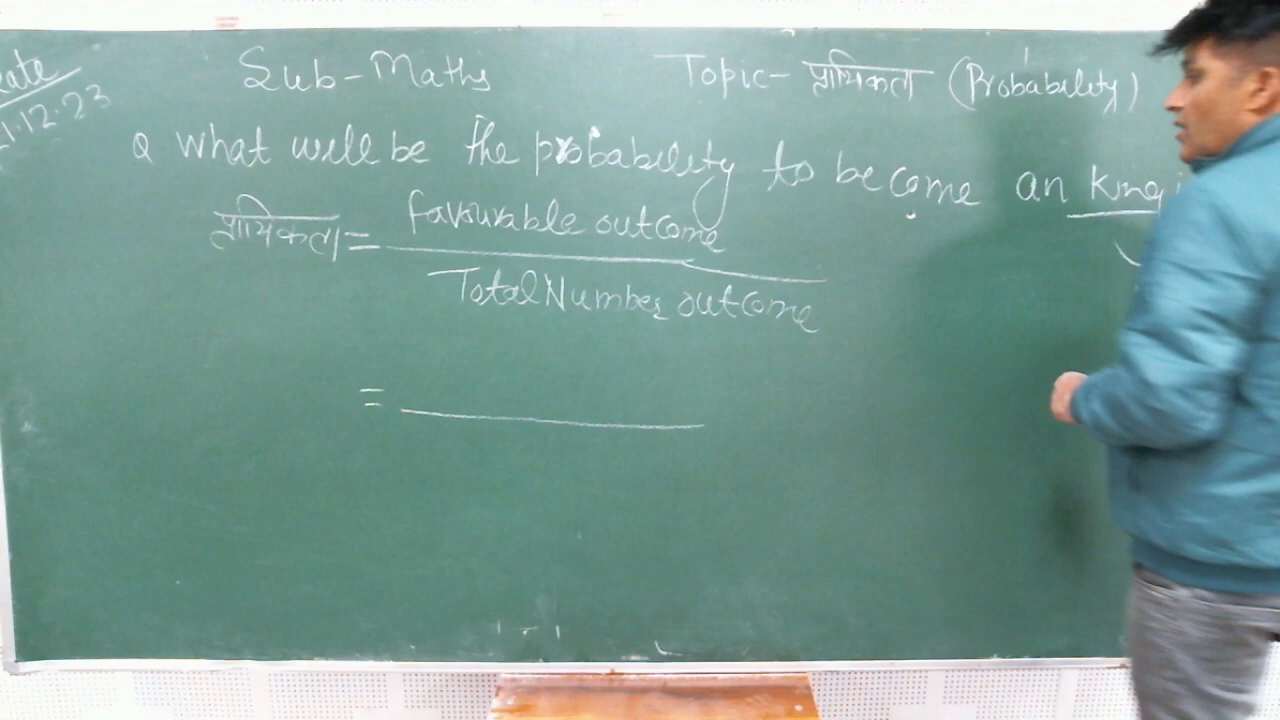 Sub-Maths
Topic- प्रायिकता (Probability)
1.12.23
Q What will be the probability to become an King
प्रायिकता = favourable outcome
Total Number outcome
=